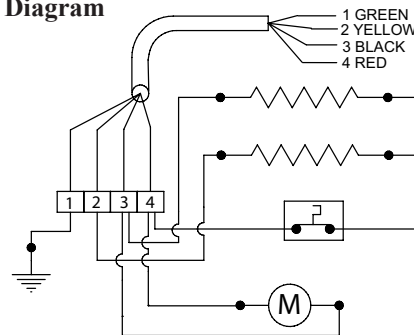 Diagram
1 GREEN
2 YELLOW
3 BLACK
4 RED
1 2 3 4
M